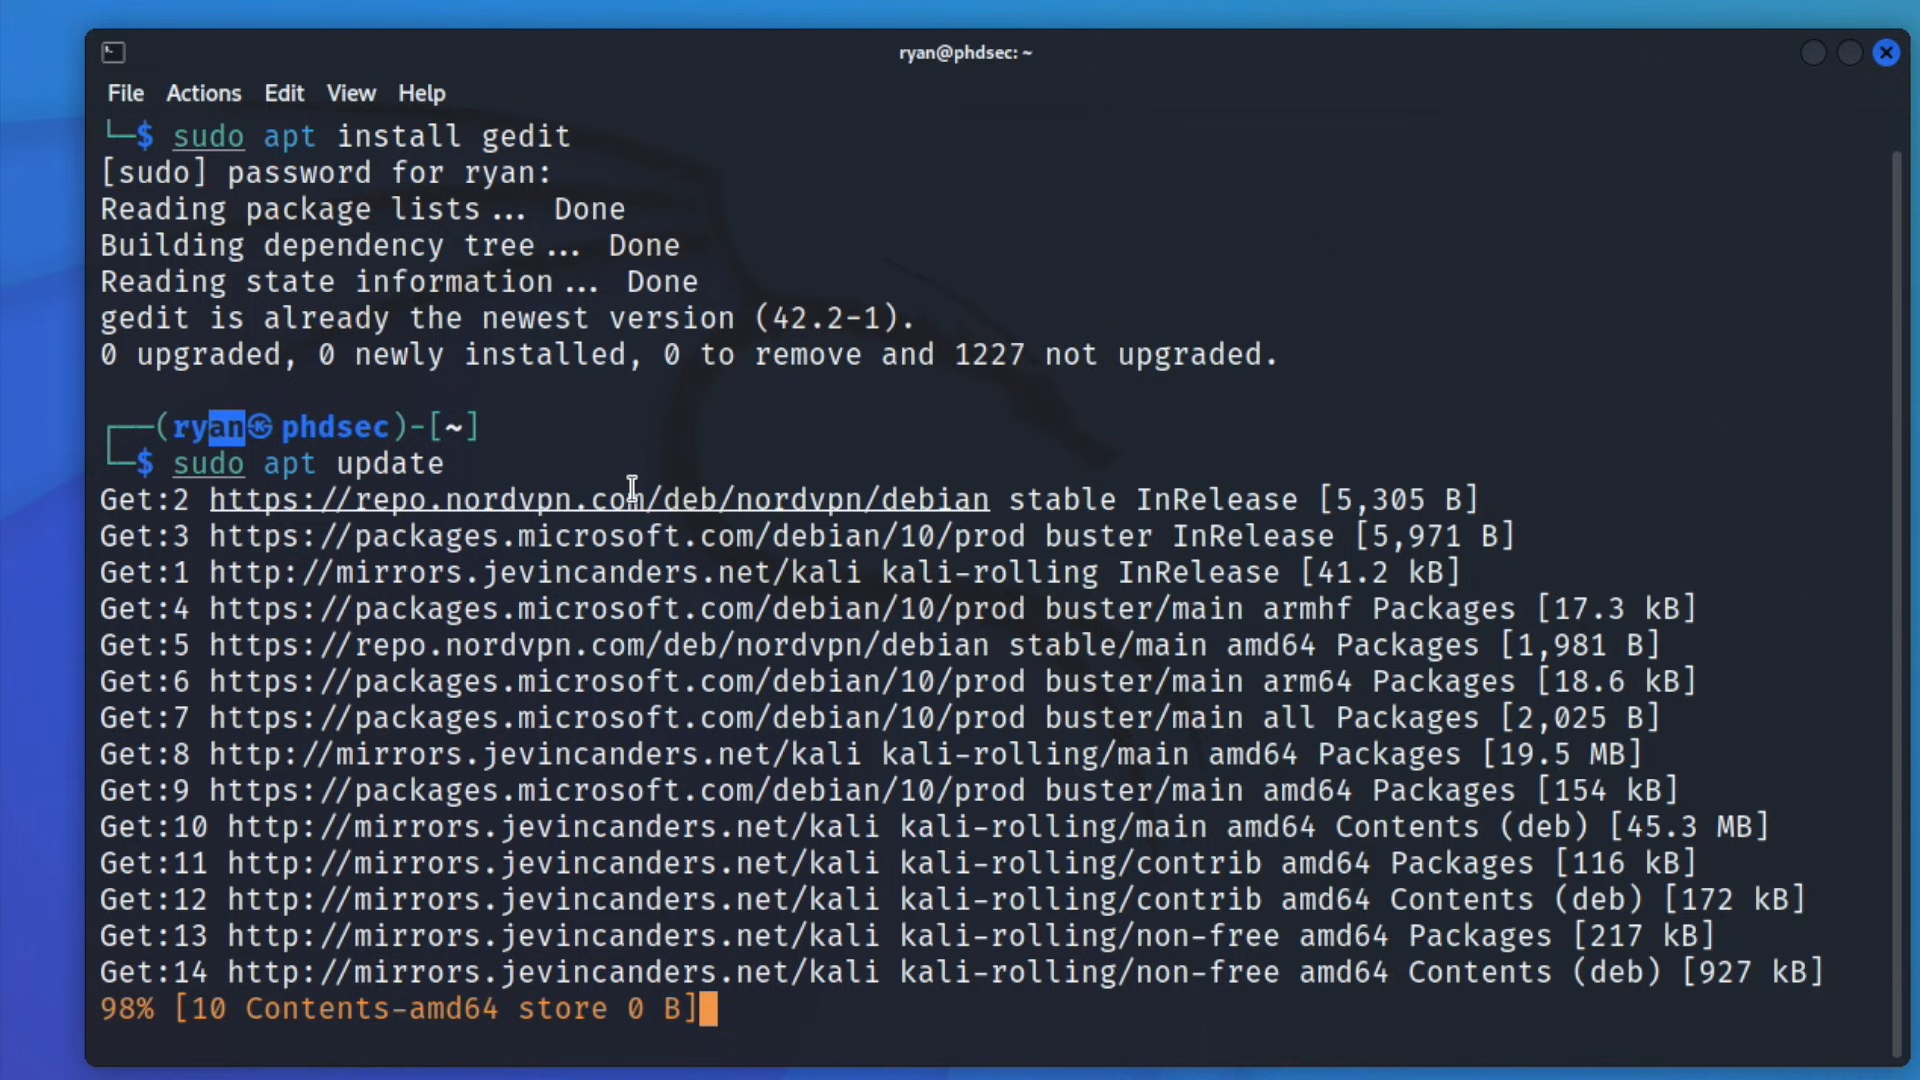 ryan@phdsec: ~
File Actions Edit View Help
└─$ sudo apt install gedit
[sudo] password for ryan:
Reading package lists... Done
Building dependency tree... Done
Reading state information... Done
gedit is already the newest version (42.2-1).
0 upgraded, 0 newly installed, 0 to remove and 1227 not upgraded.
┌──(ryan㉿phdsec)-[~]
└─$ sudo apt update
Get:2 https://repo.nordvpn.com/deb/nordvpn/debian stable InRelease [5,305 B]
Get:3 https://packages.microsoft.com/debian/10/prod buster InRelease [5,971 B]
Get:1 http://mirrors.jevincanders.net/kali kali-rolling InRelease [41.2 kB]
Get:4 https://packages.microsoft.com/debian/10/prod buster/main armhf Packages [17.3 kB]
Get:5 https://repo.nordvpn.com/deb/nordvpn/debian stable/main amd64 Packages [1,981 B]
Get:6 https://packages.microsoft.com/debian/10/prod buster/main arm64 Packages [18.6 kB]
Get:7 https://packages.microsoft.com/debian/10/prod buster/main all Packages [2,025 B]
Get:8 http://mirrors.jevincanders.net/kali kali-rolling/main amd64 Packages [19.5 MB]
Get:9 https://packages.microsoft.com/debian/10/prod buster/main amd64 Packages [154 kB]
Get:10 http://mirrors.jevincanders.net/kali kali-rolling/main amd64 Contents (deb) [45.3 MB]
Get:11 http://mirrors.jevincanders.net/kali kali-rolling/contrib amd64 Packages [116 kB]
Get:12 http://mirrors.jevincanders.net/kali kali-rolling/contrib amd64 Contents (deb) [172 kB]
Get:13 http://mirrors.jevincanders.net/kali kali-rolling/non-free amd64 Packages [217 kB]
Get:14 http://mirrors.jevincanders.net/kali kali-rolling/non-free amd64 Contents (deb) [927 kB]
98% [10 Contents-amd64 store 0 B]